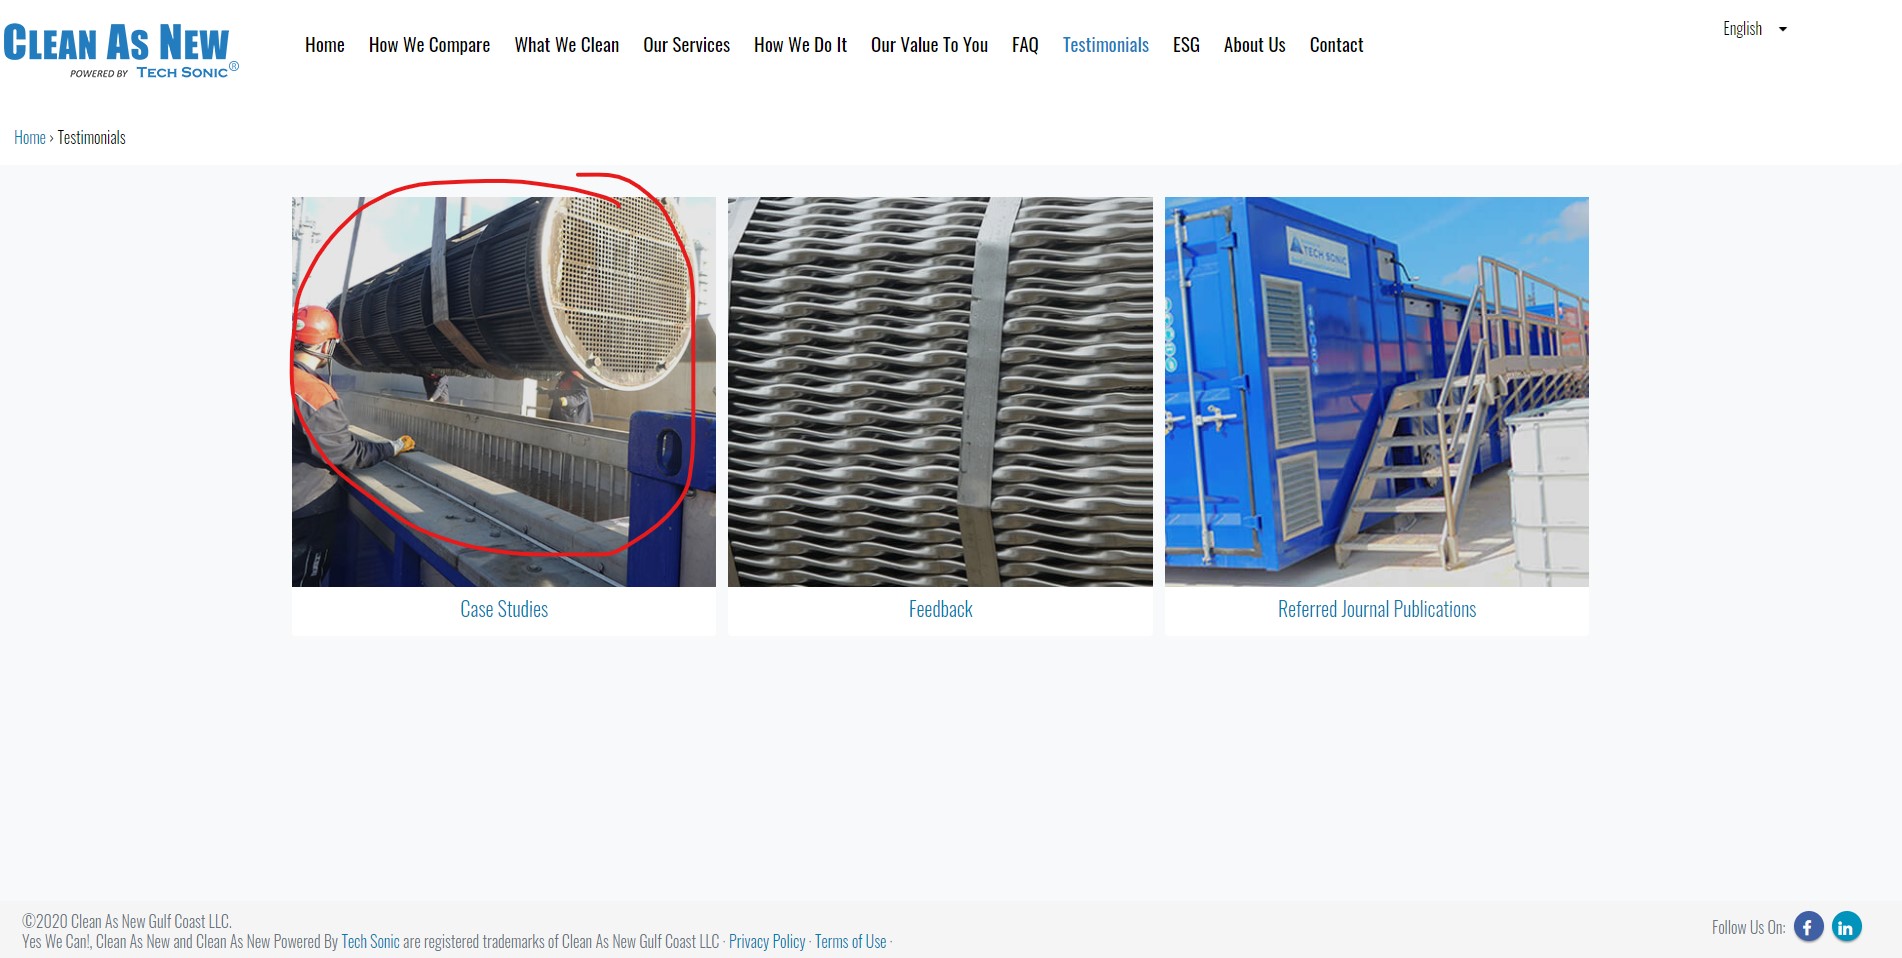 CLEAN AS NEW
POWERED BY TECH SONIC®
Home How We Compare What We Clean Our Services How We Do It Our Value To You FAQ Testimonials ESG About Us Contact
English
Home › Testimonials
TECH SONIC
Case Studies
Feedback
Referred Journal Publications
©2020 Clean As New Gulf Coast LLC.
Yes We Can!, Clean As New and Clean As New Powered By Tech Sonic are registered trademarks of Clean As New Gulf Coast LLC · Privacy Policy · Terms of Use ·
Follow Us On:
f
in